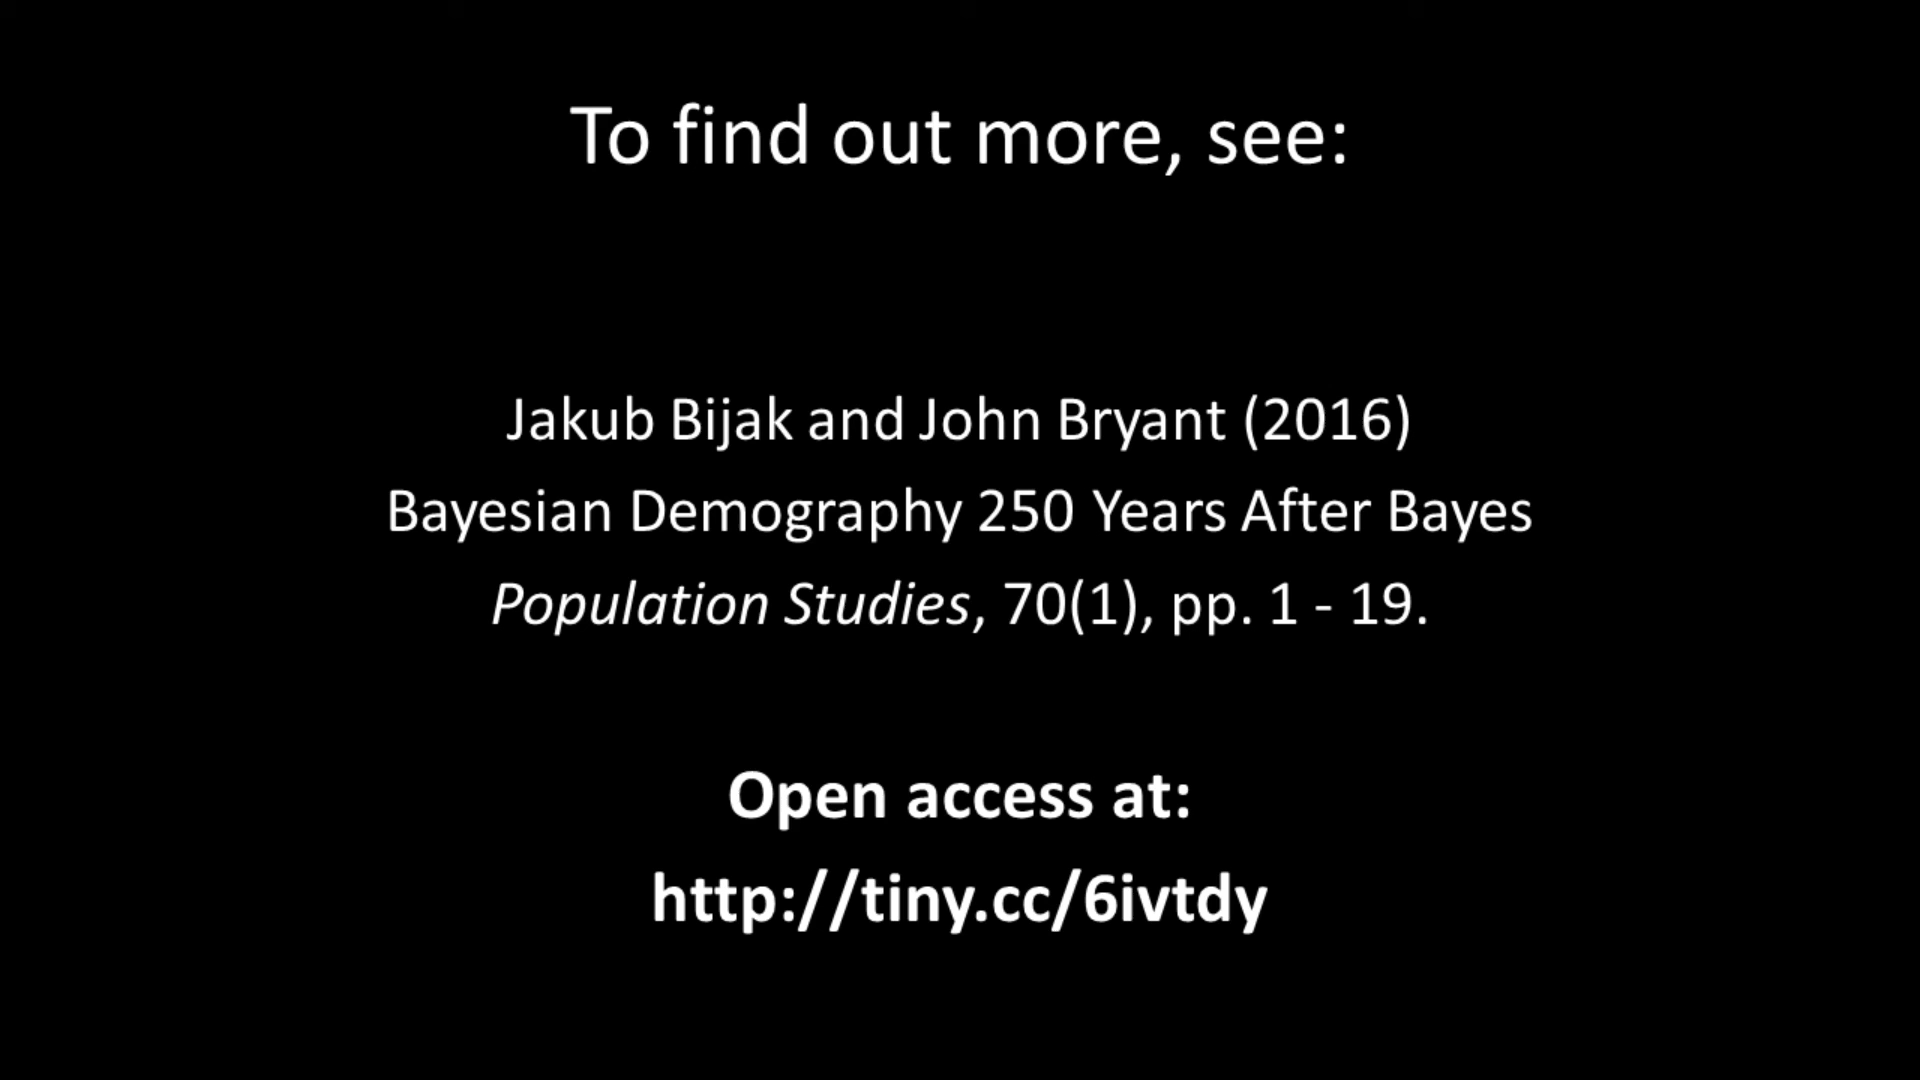 To find out more, see:
Jakub Bijak and John Bryant (2016)
Bayesian Demography 250 Years After Bayes
Population Studies, 70(1), pp. 1 - 19.
Open access at:
http://tiny.cc/6ivtdy